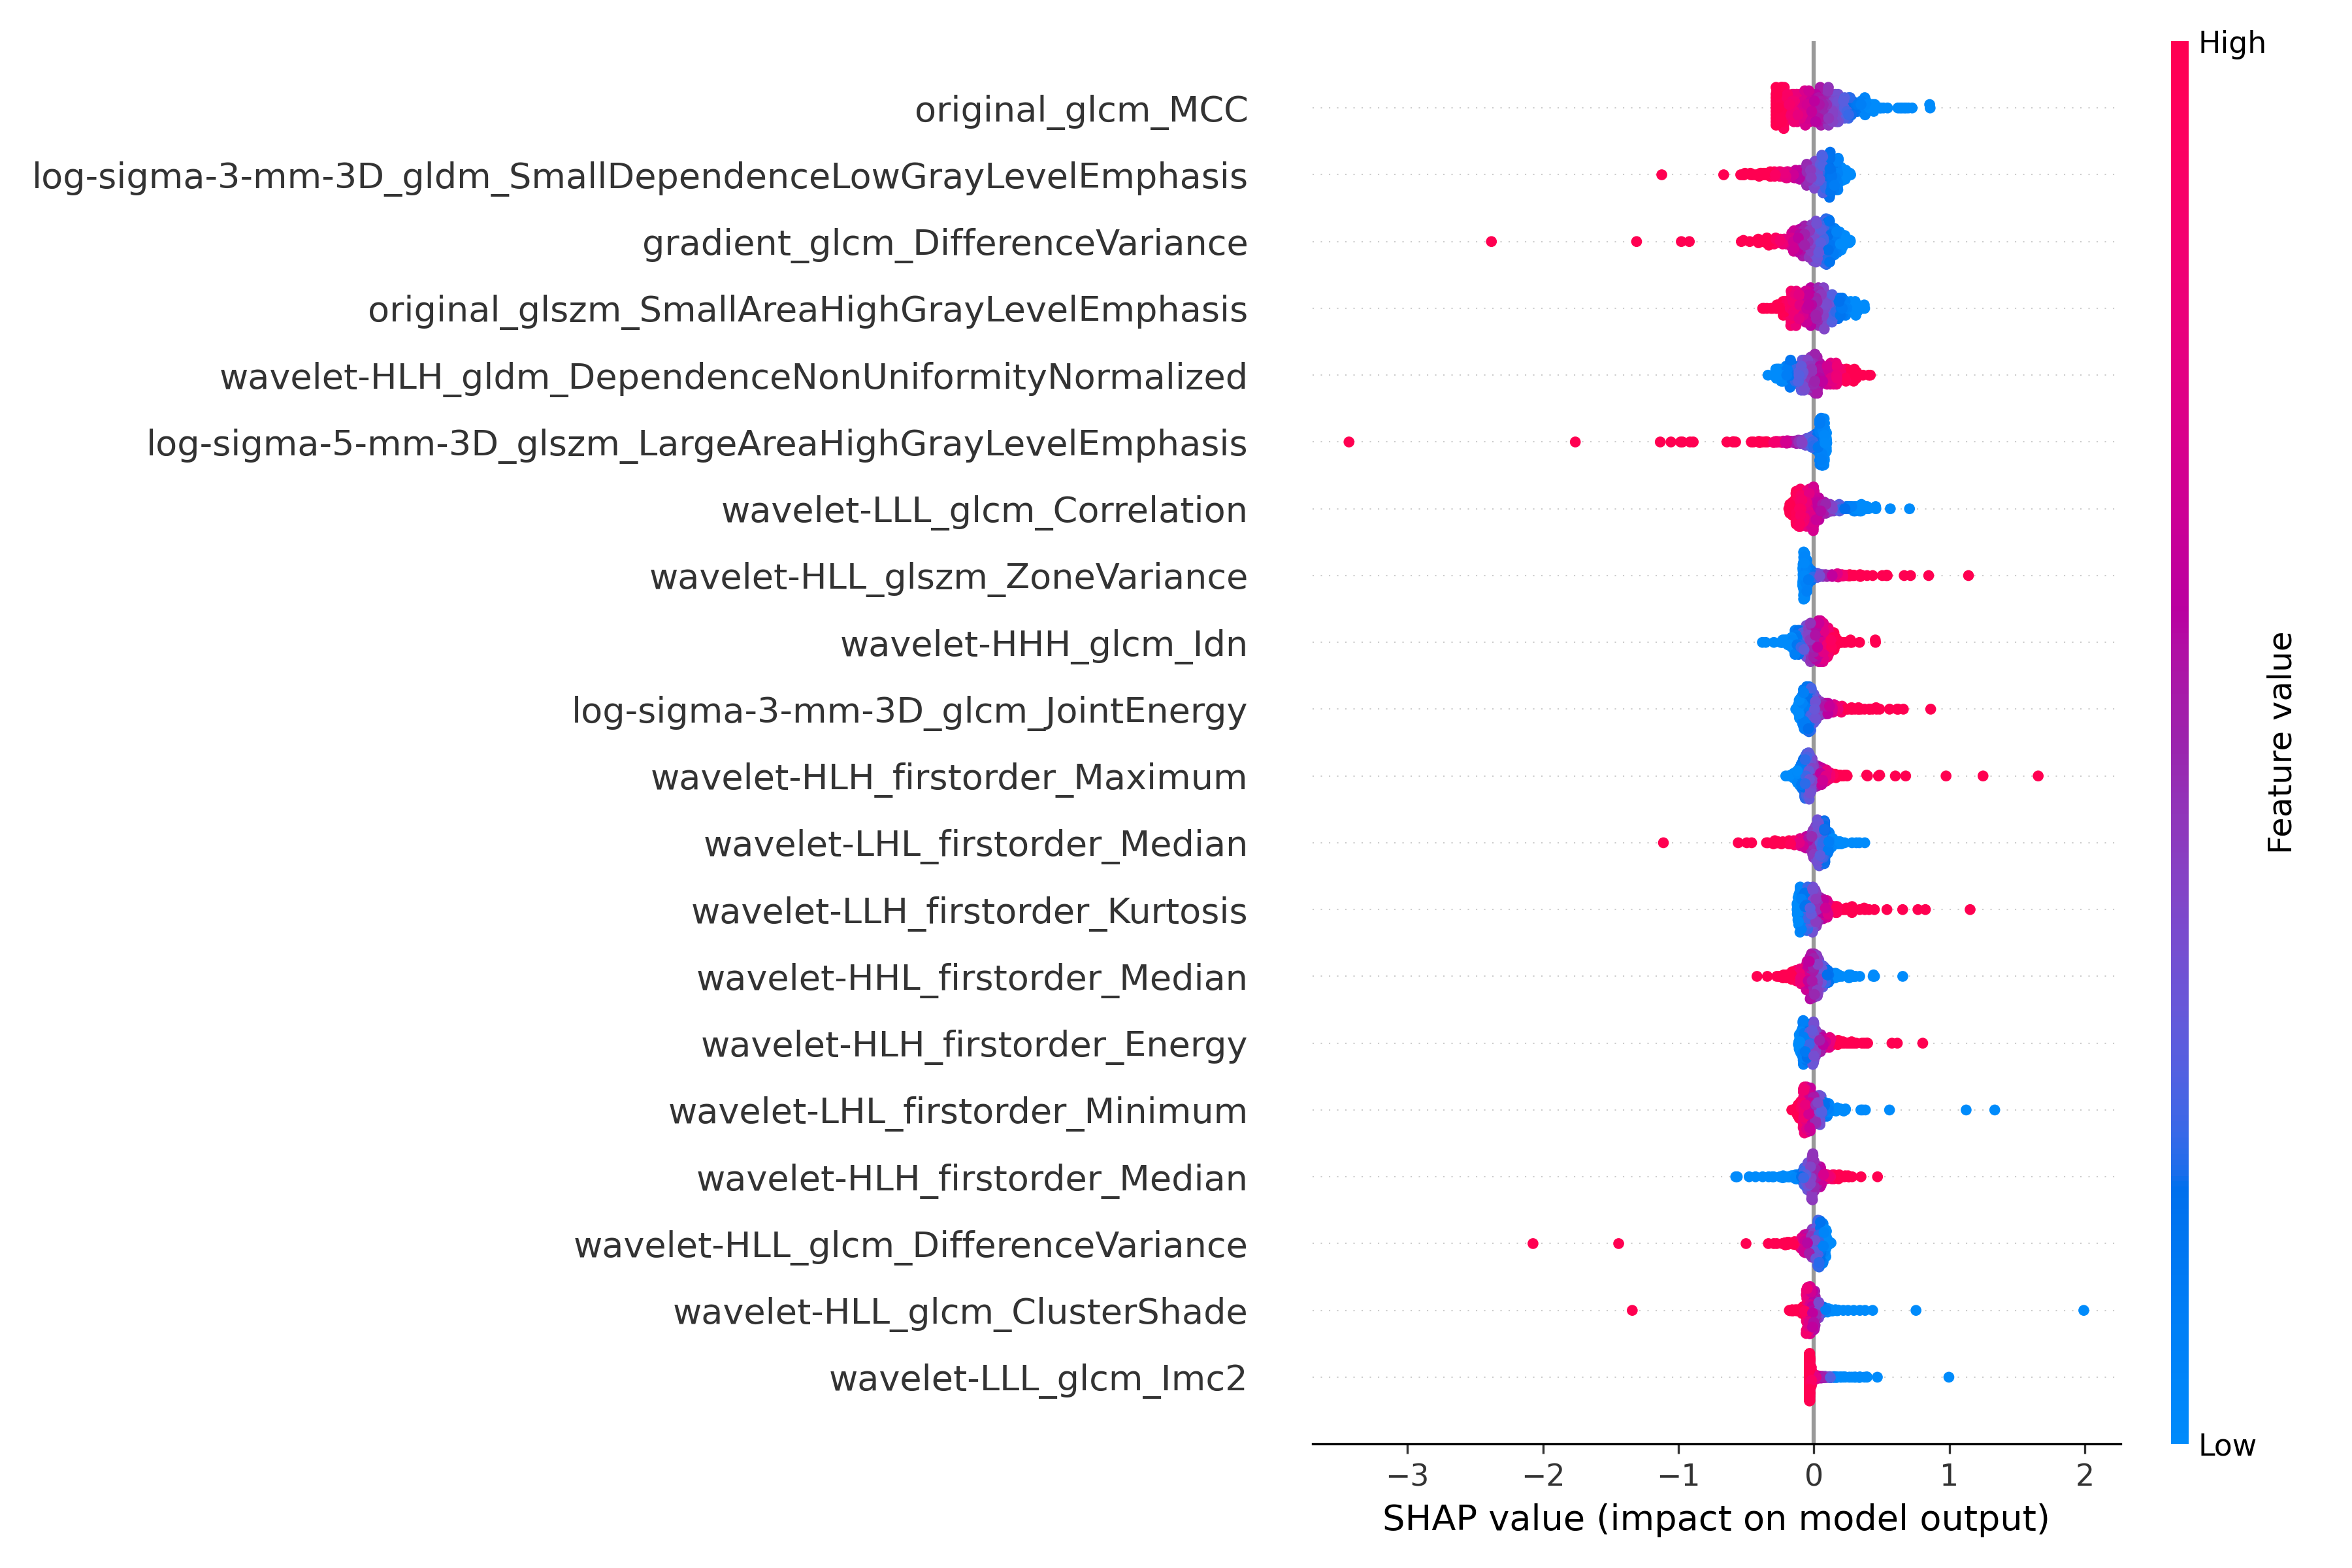 High
original_glcm_MCC
log-sigma-3-mm-3D_gldm_SmallDependenceLowGrayLevelEmphasis
gradient_glcm_DifferenceVariance
original_glszm_SmallAreaHighGrayLevelEmphasis
wavelet-HLH_gldm_DependenceNonUniformityNormalized
log-sigma-5-mm-3D_glszm_LargeAreaHighGrayLevelEmphasis
wavelet-LLL_glcm_Correlation
wavelet-HLL_glszm_ZoneVariance
wavelet-HHH_glcm_Idn
log-sigma-3-mm-3D_glcm_JointEnergy
wavelet-HLH_firstorder_Maximum
wavelet-LHL_firstorder_Median
wavelet-LLH_firstorder_Kurtosis
wavelet-HHL_firstorder_Median
wavelet-HLH_firstorder_Energy
wavelet-LHL_firstorder_Minimum
wavelet-HLH_firstorder_Median
wavelet-HLL_glcm_DifferenceVariance
wavelet-HLL_glcm_ClusterShade
wavelet-LLL_glcm_Imc2
Feature value
Low
−3 −2 −1 0 1 2
SHAP value (impact on model output)